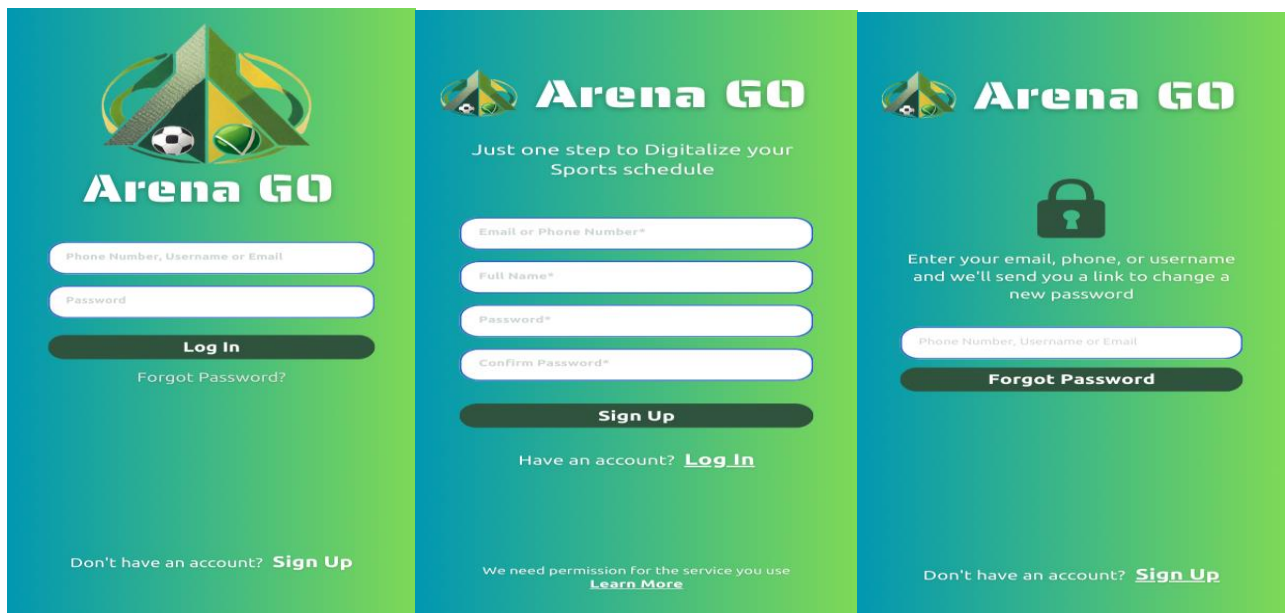 Arena GO
Phone Number, Username or Email
Password
Log In
Forgot Password?
Don't have an account? Sign Up
Arena GO
Just one step to Digitalize your
Sports schedule
Email or Phone Number*
Full Name*
Password*
Confirm Password*
Sign Up
Have an account? Log In
We need permission for the service you use
Learn More
Arena GO
Enter your email, phone, or username
and we'll send you a link to change a
new password
Phone Number, Username or Email
Forgot Password
Don't have an account? Sign Up